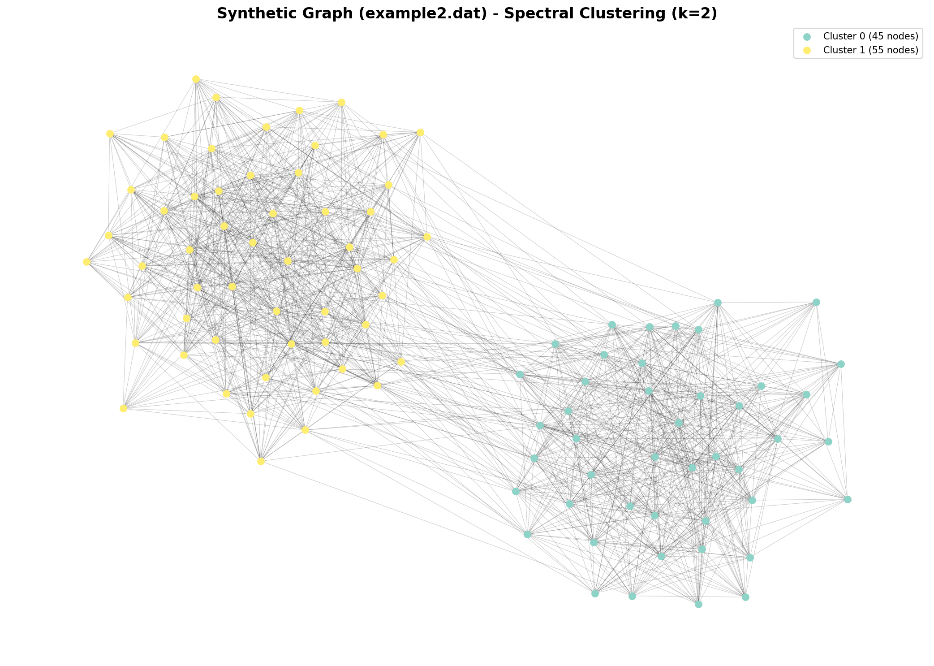 Synthetic Graph (example2.dat) - Spectral Clustering (k=2)
Cluster 0 (45 nodes)
Cluster 1 (55 nodes)